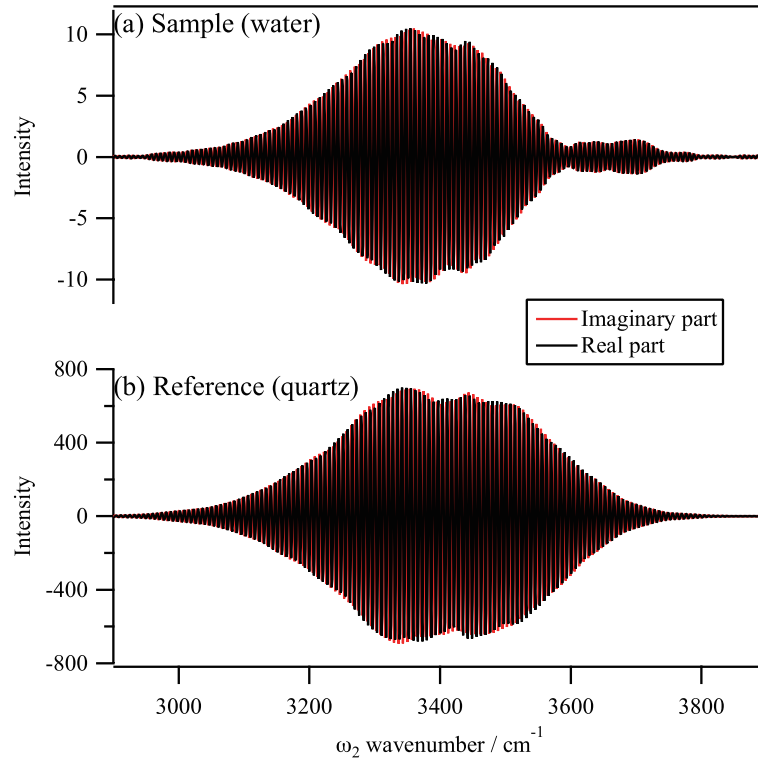 (a) Sample (water)
10
5
0
-5
-10
Intensity
Imaginary part
Real part
(b) Reference (quartz)
800
400
0
-400
-800
Intensity
3000 3200 3400 3600 3800
ω2 wavenumber / cm-1